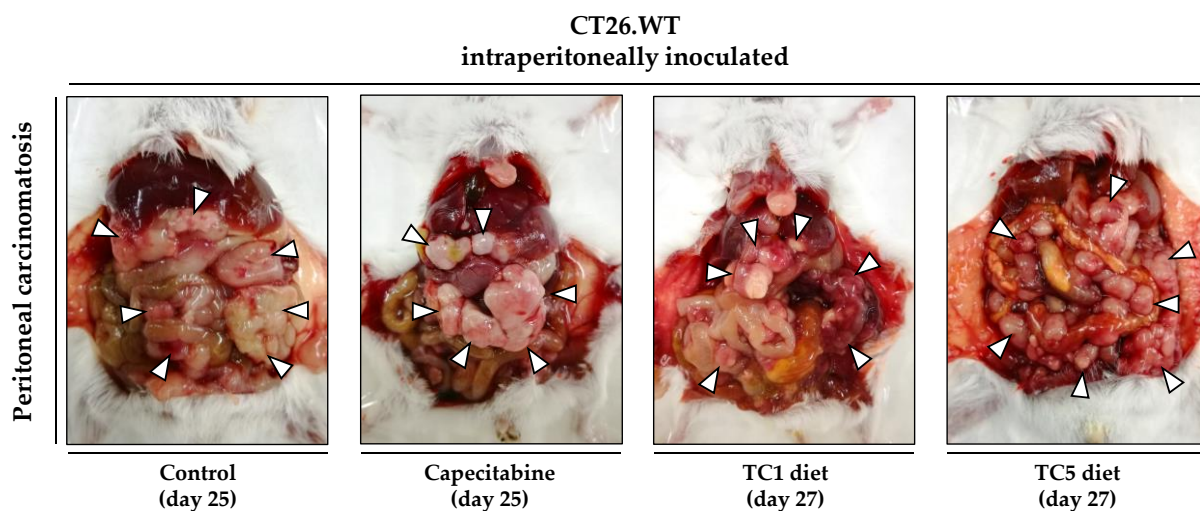 CT26.WT
intraperitoneally inoculated
Peritoneal carcinomatosis
Control
(day 25)
Capecitabine
(day 25)
TC1 diet
(day 27)
TC5 diet
(day 27)